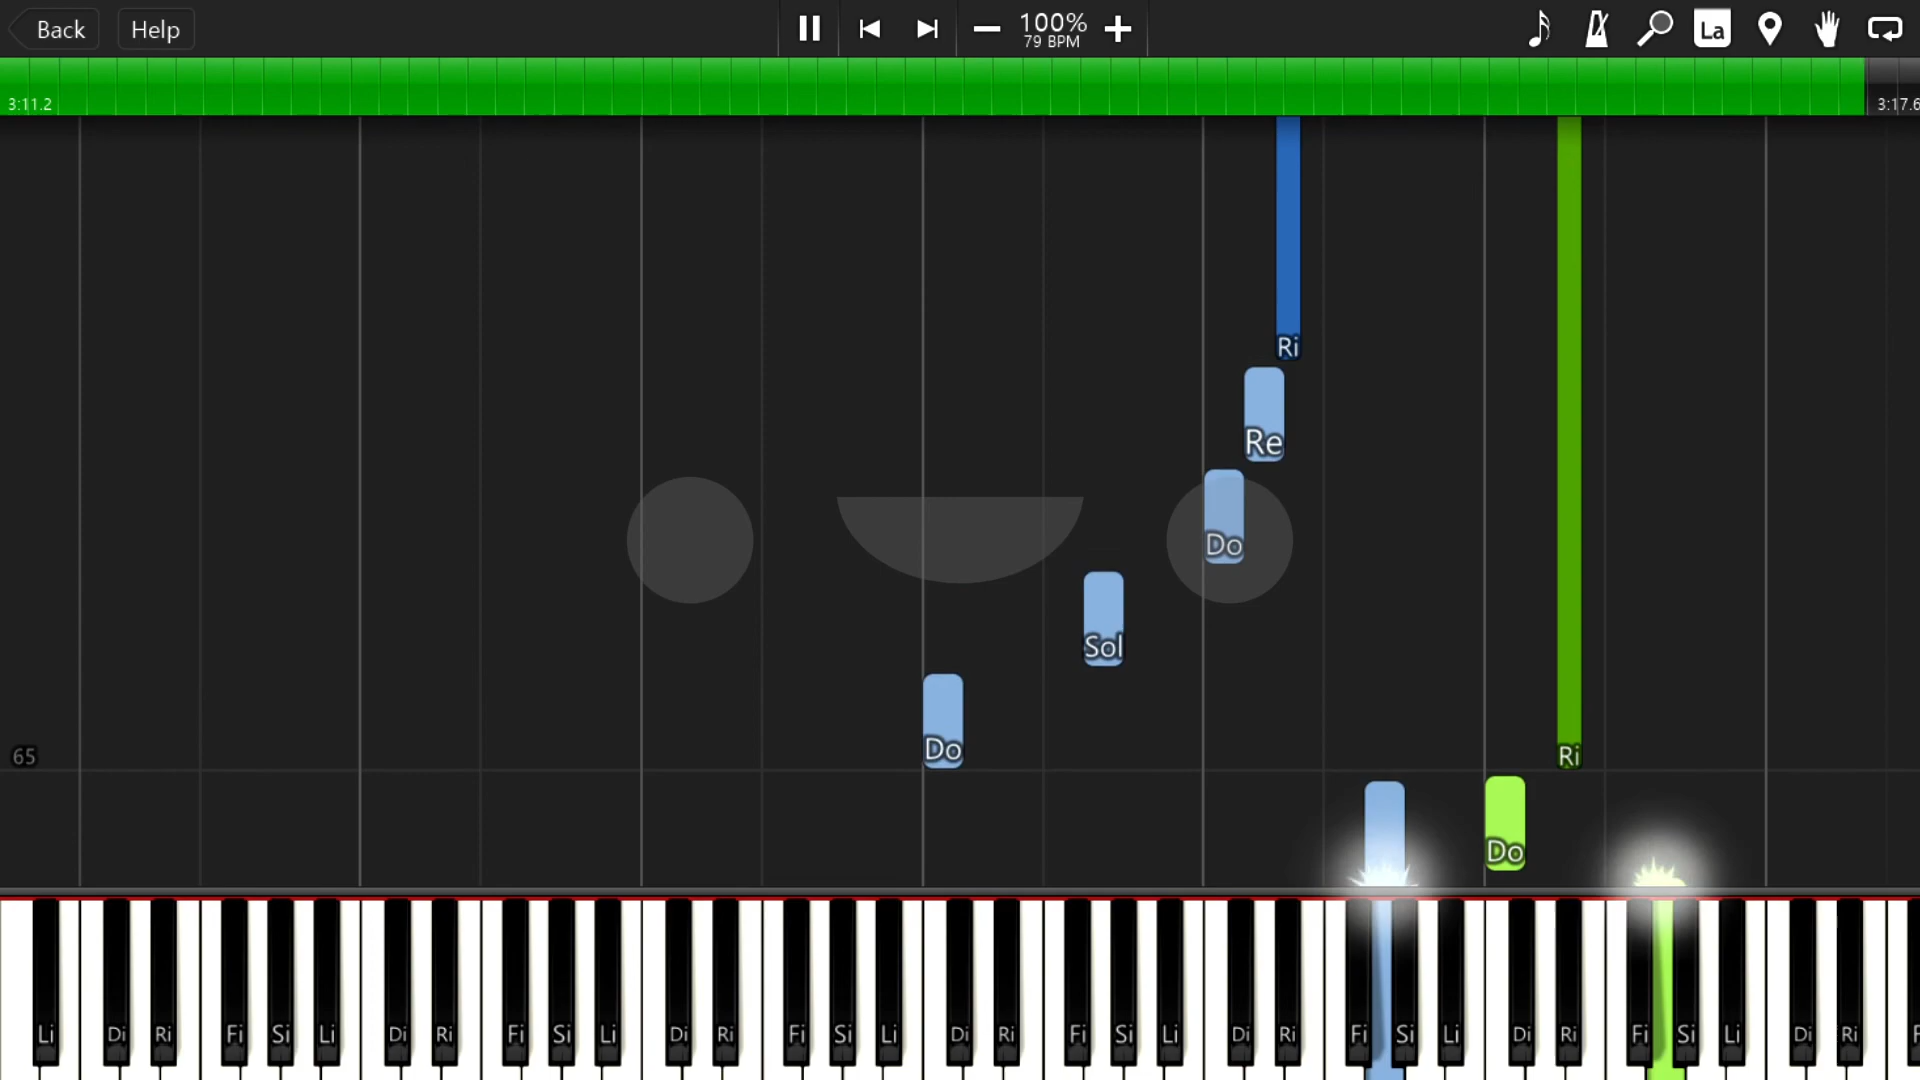 Back Help 100% La
79 BPM
3:11.2 3:17.6
Ri
Re
Do
Sol
Do Ri
65
Do
Li Di Ri Fi Si Li Di Ri Fi Si Li Di Ri Fi Si Li Di Ri Fi Si Li Di Ri Fi Si Li Di Ri Fi Si Li Di Ri